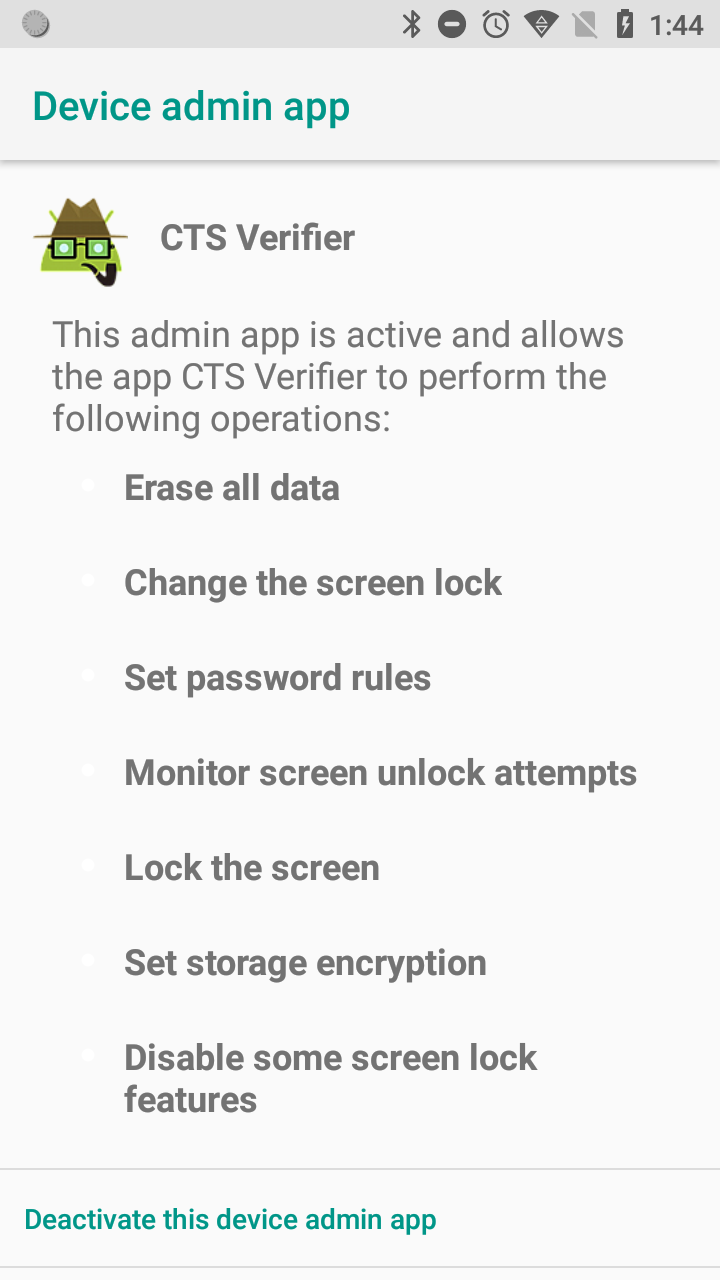 1:44
Device admin app
CTS Verifier
This admin app is active and allows
the app CTS Verifier to perform the
following operations:
Erase all data
Change the screen lock
Set password rules
Monitor screen unlock attempts
Lock the screen
Set storage encryption
Disable some screen lock
features
Deactivate this device admin app